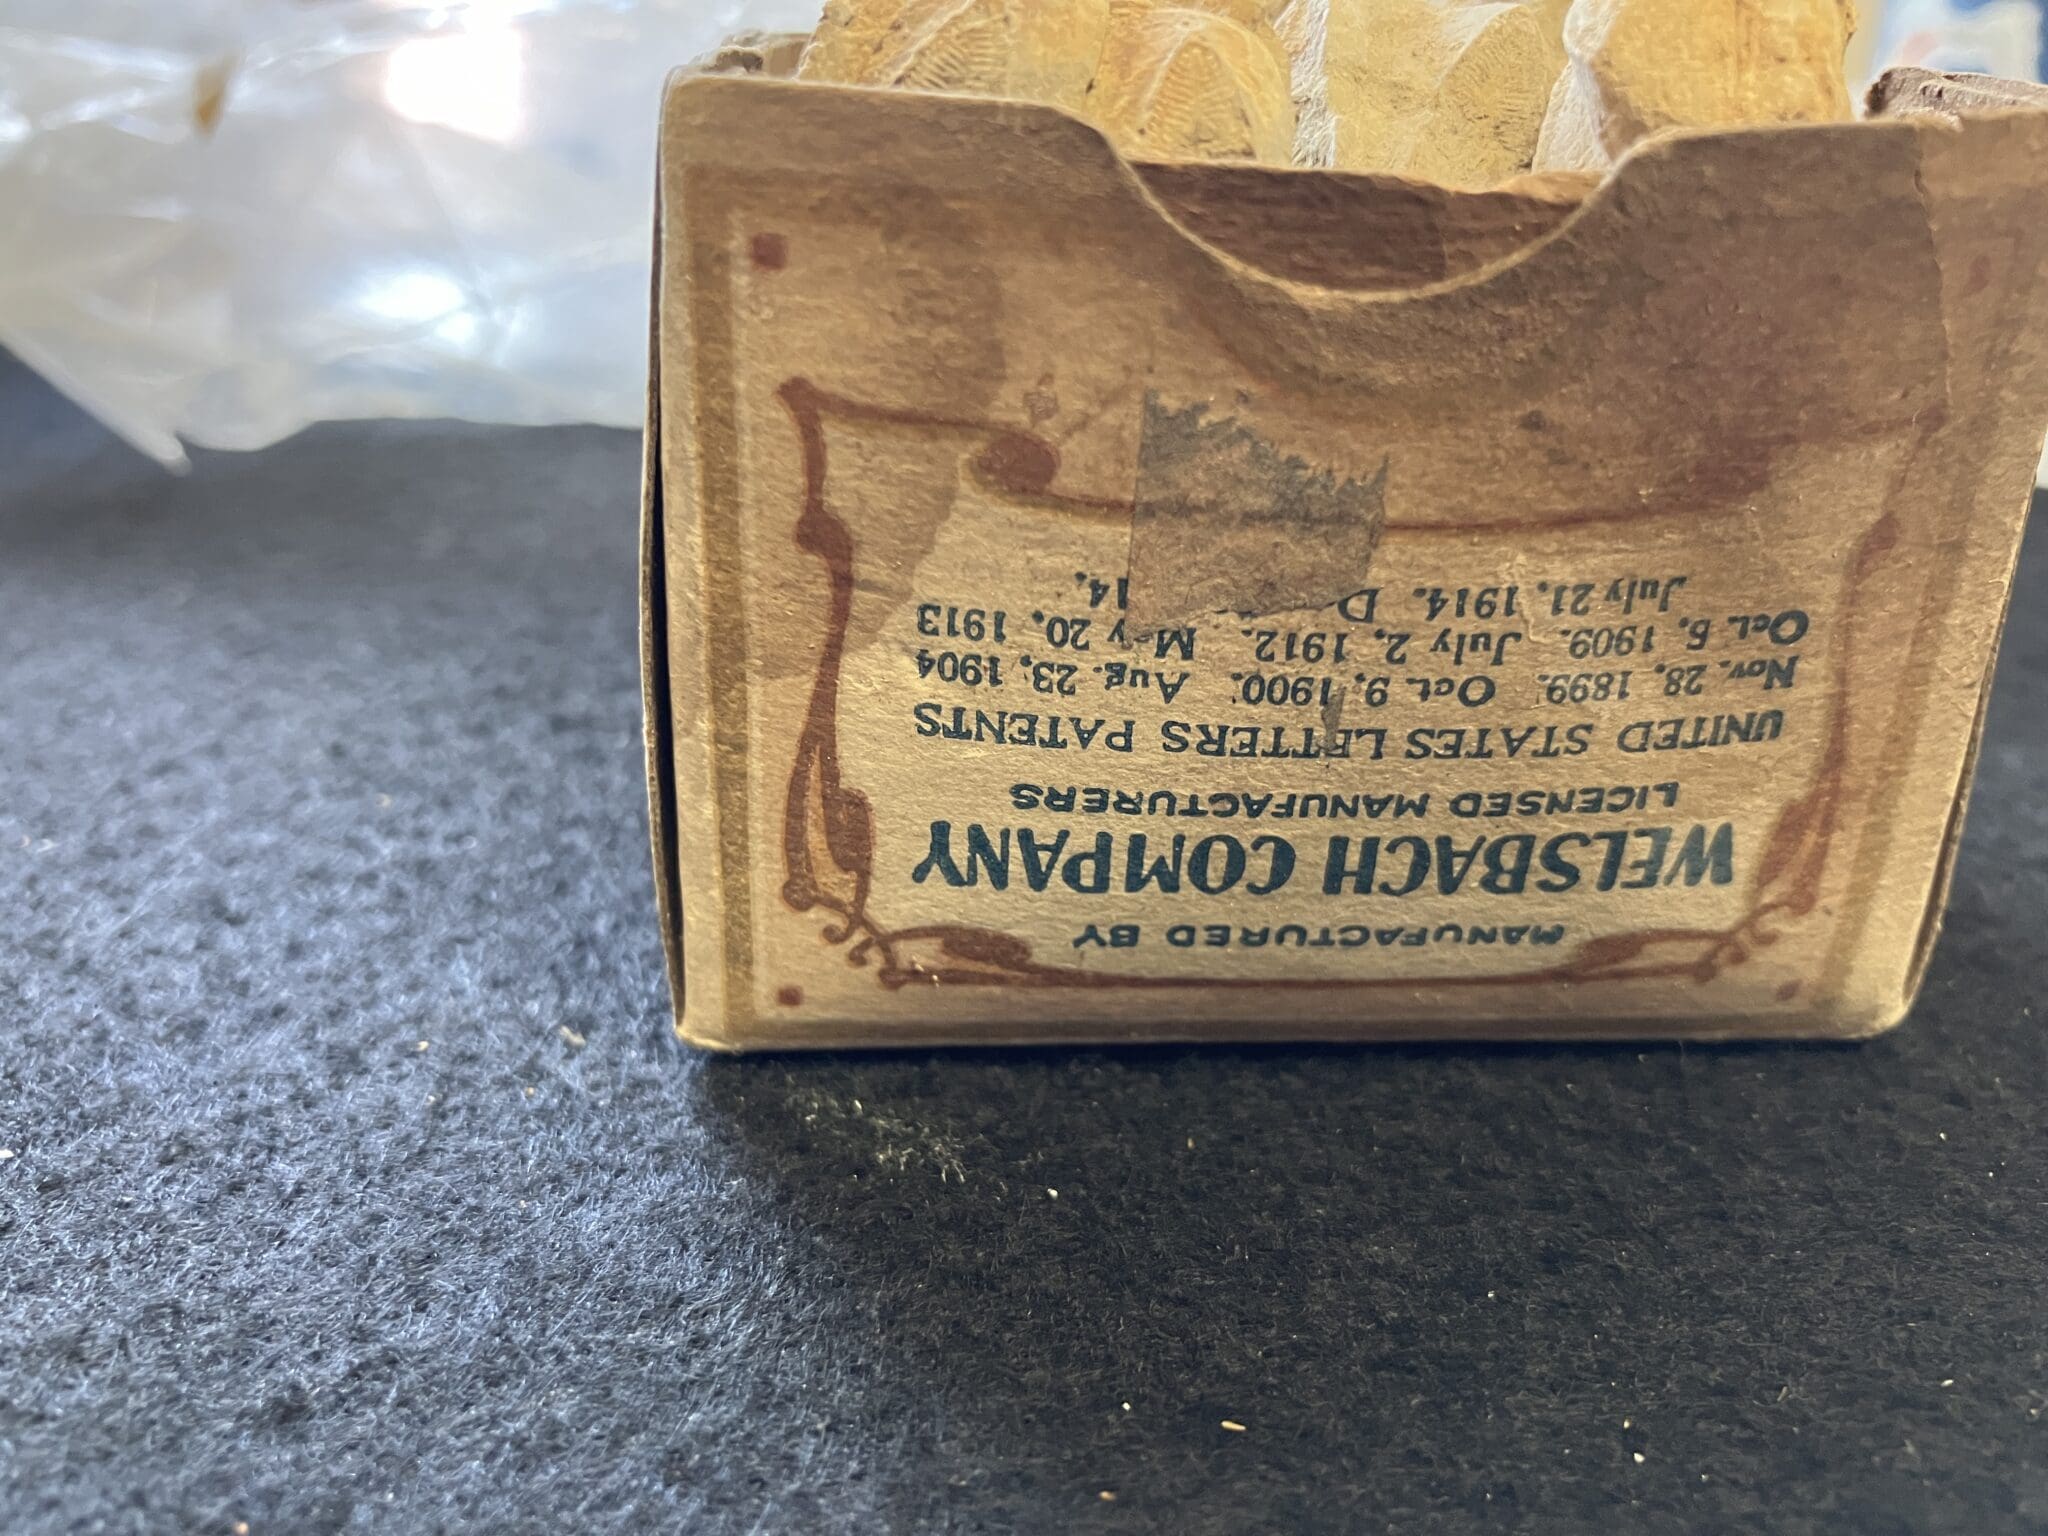 MANUFACTURED BY
WELSBACH COMPANY
LICENSED MANUFACTURERS
UNITED STATES LETTERS PATENTS
Nov. 28, 1899. Oct. 9, 1900. Aug. 23, 1904
Oct. 5, 1909. July 2, 1912. May 20, 1913
July 21, 1914. D 14.